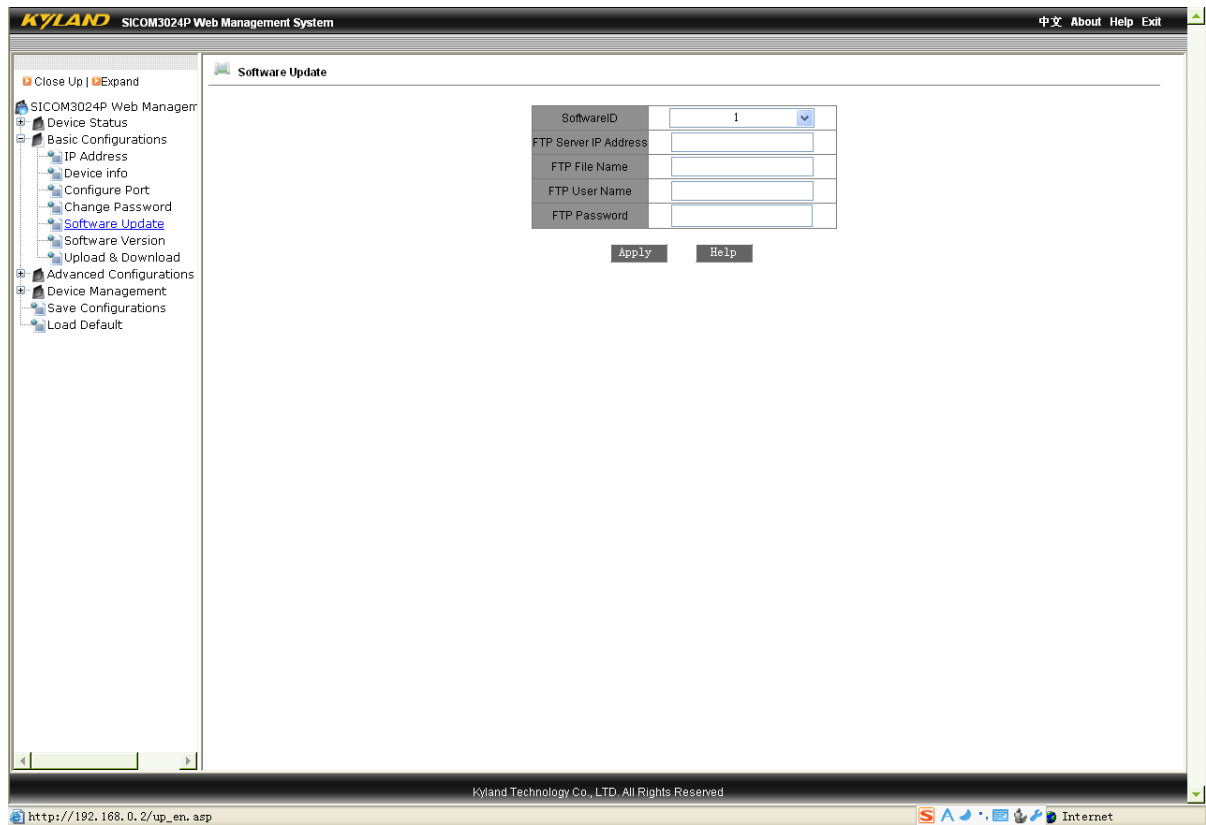 KYLAND SICOM3024P Web Management System
中文 About Help Exit
Close Up | Expand
SICOM3024P Web Managem
Device Status
Basic Configurations
IP Address
Device info
Configure Port
Change Password
Software Update
Software Version
Upload & Download
Advanced Configurations
Device Management
Save Configurations
Load Default
Software Update
SoftwareID 1
FTP Server IP Address
FTP File Name
FTP User Name
FTP Password
Apply Help
Kyland Technology Co., LTD. All Rights Reserved
http://192.168.0.2/up_en.asp
Internet